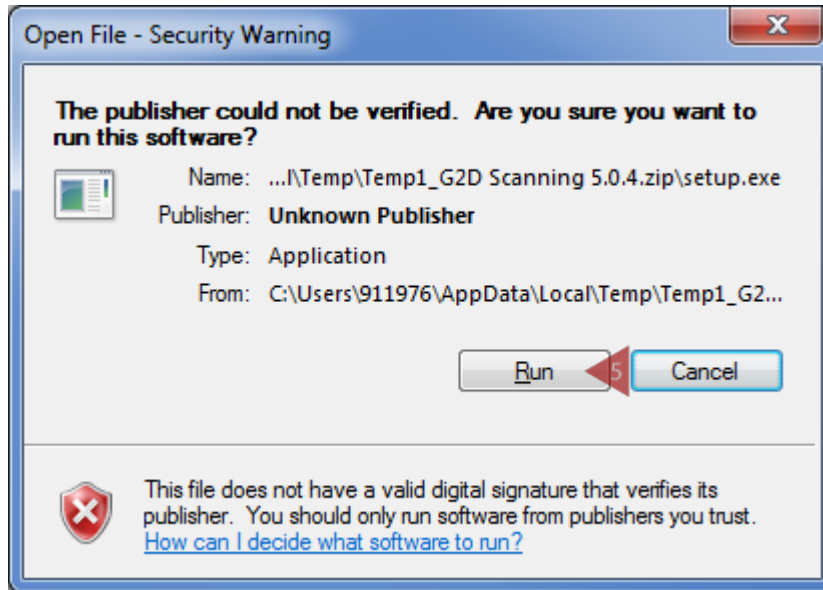 Open File - Security Warning
The publisher could not be verified. Are you sure you want to
run this software?
Name: ...l\Temp\Temp1_G2D Scanning 5.0.4.zip\setup.exe
Publisher: Unknown Publisher
Type: Application
From: C:\Users\911976\AppData\Local\Temp\Temp1_G2...
Run 5 Cancel
This file does not have a valid digital signature that verifies its
publisher. You should only run software from publishers you trust.
How can I decide what software to run?